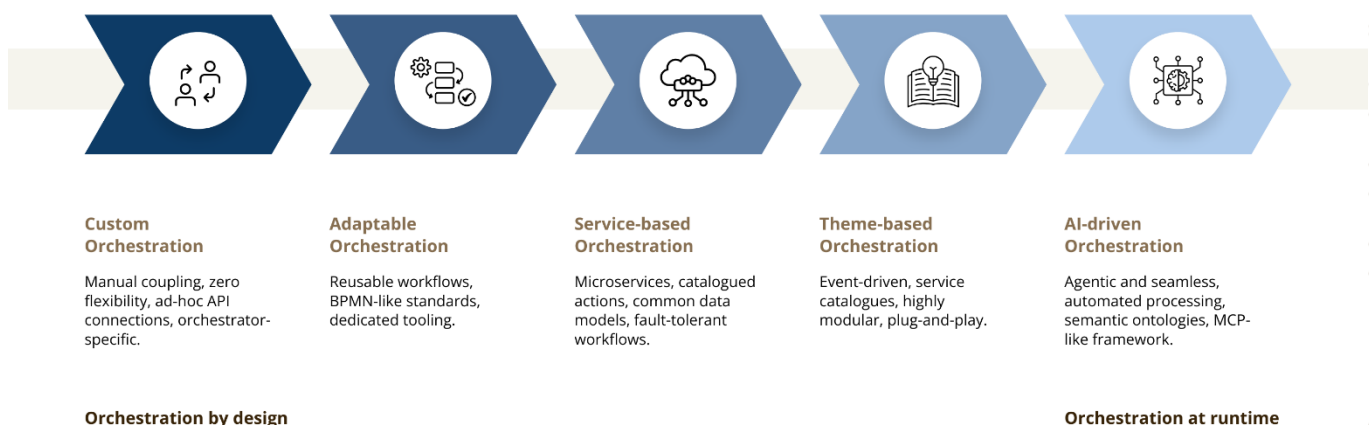 Custom
Orchestration
Manual coupling, zero
flexibility, ad-hoc API
connections, orchestrator-
specific.
Adaptable
Orchestration
Reusable workflows,
BPMN-like standards,
dedicated tooling.
Service-based
Orchestration
Microservices, catalogued
actions, common data
models, fault-tolerant
workflows.
Theme-based
Orchestration
Event-driven, service
catalogues, highly
modular, plug-and-play.
AI-driven
Orchestration
Agentic and seamless,
automated processing,
semantic ontologies, MCP-
like framework.
Orchestration by design
Orchestration at runtime